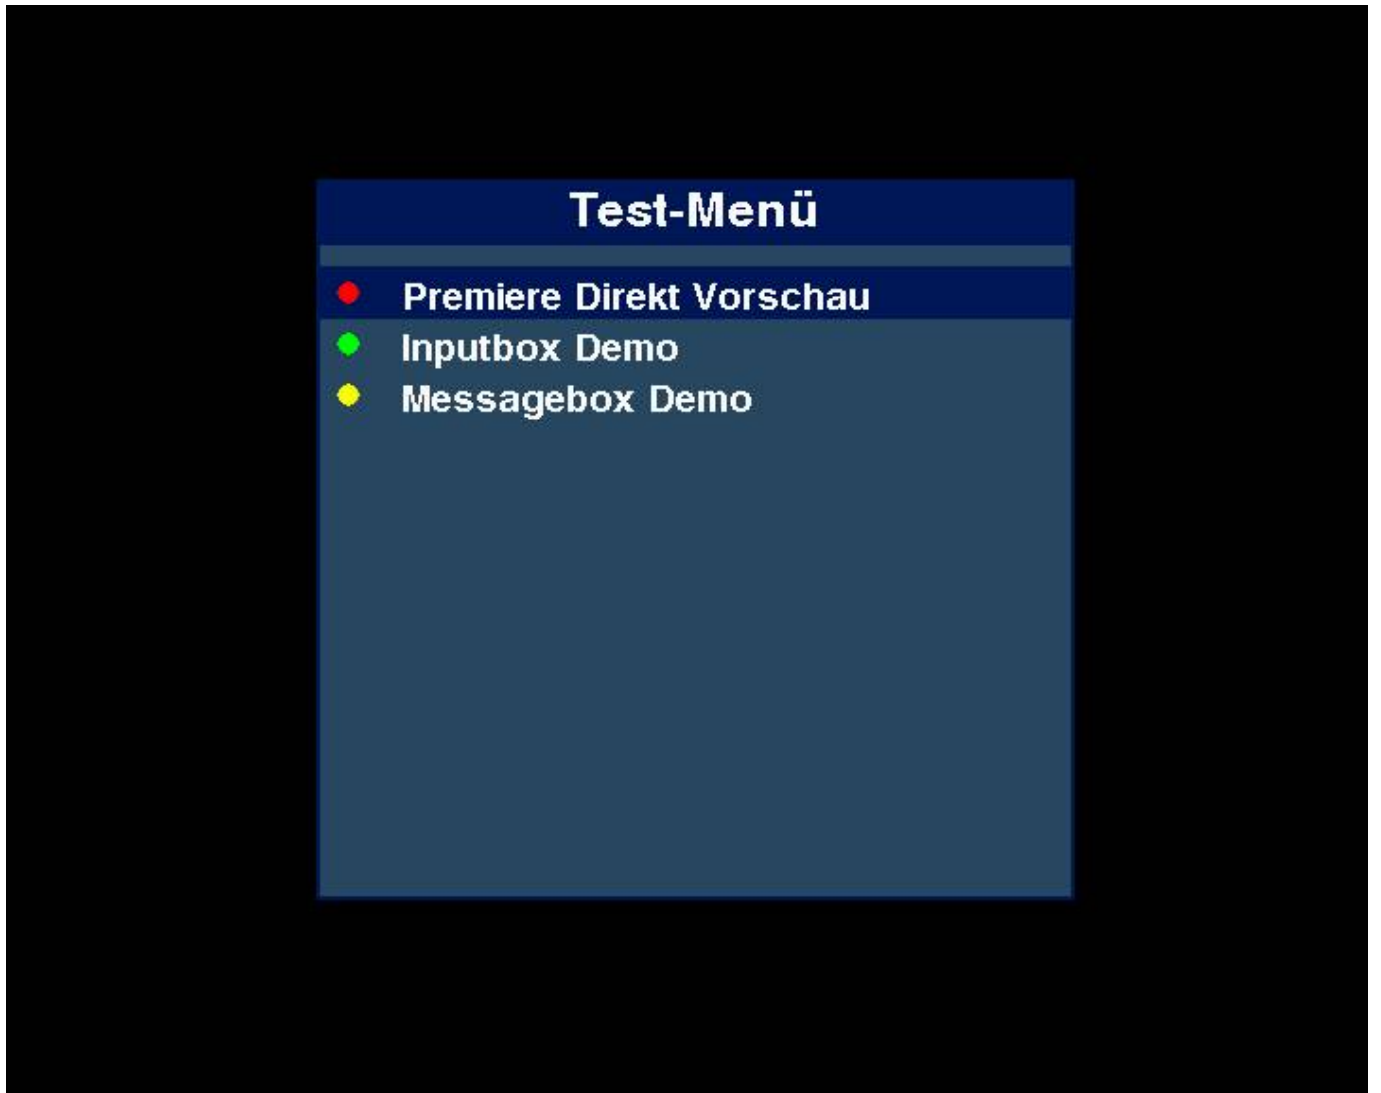 Test-Menü
Premiere Direkt Vorschau
Inputbox Demo
Messagebox Demo